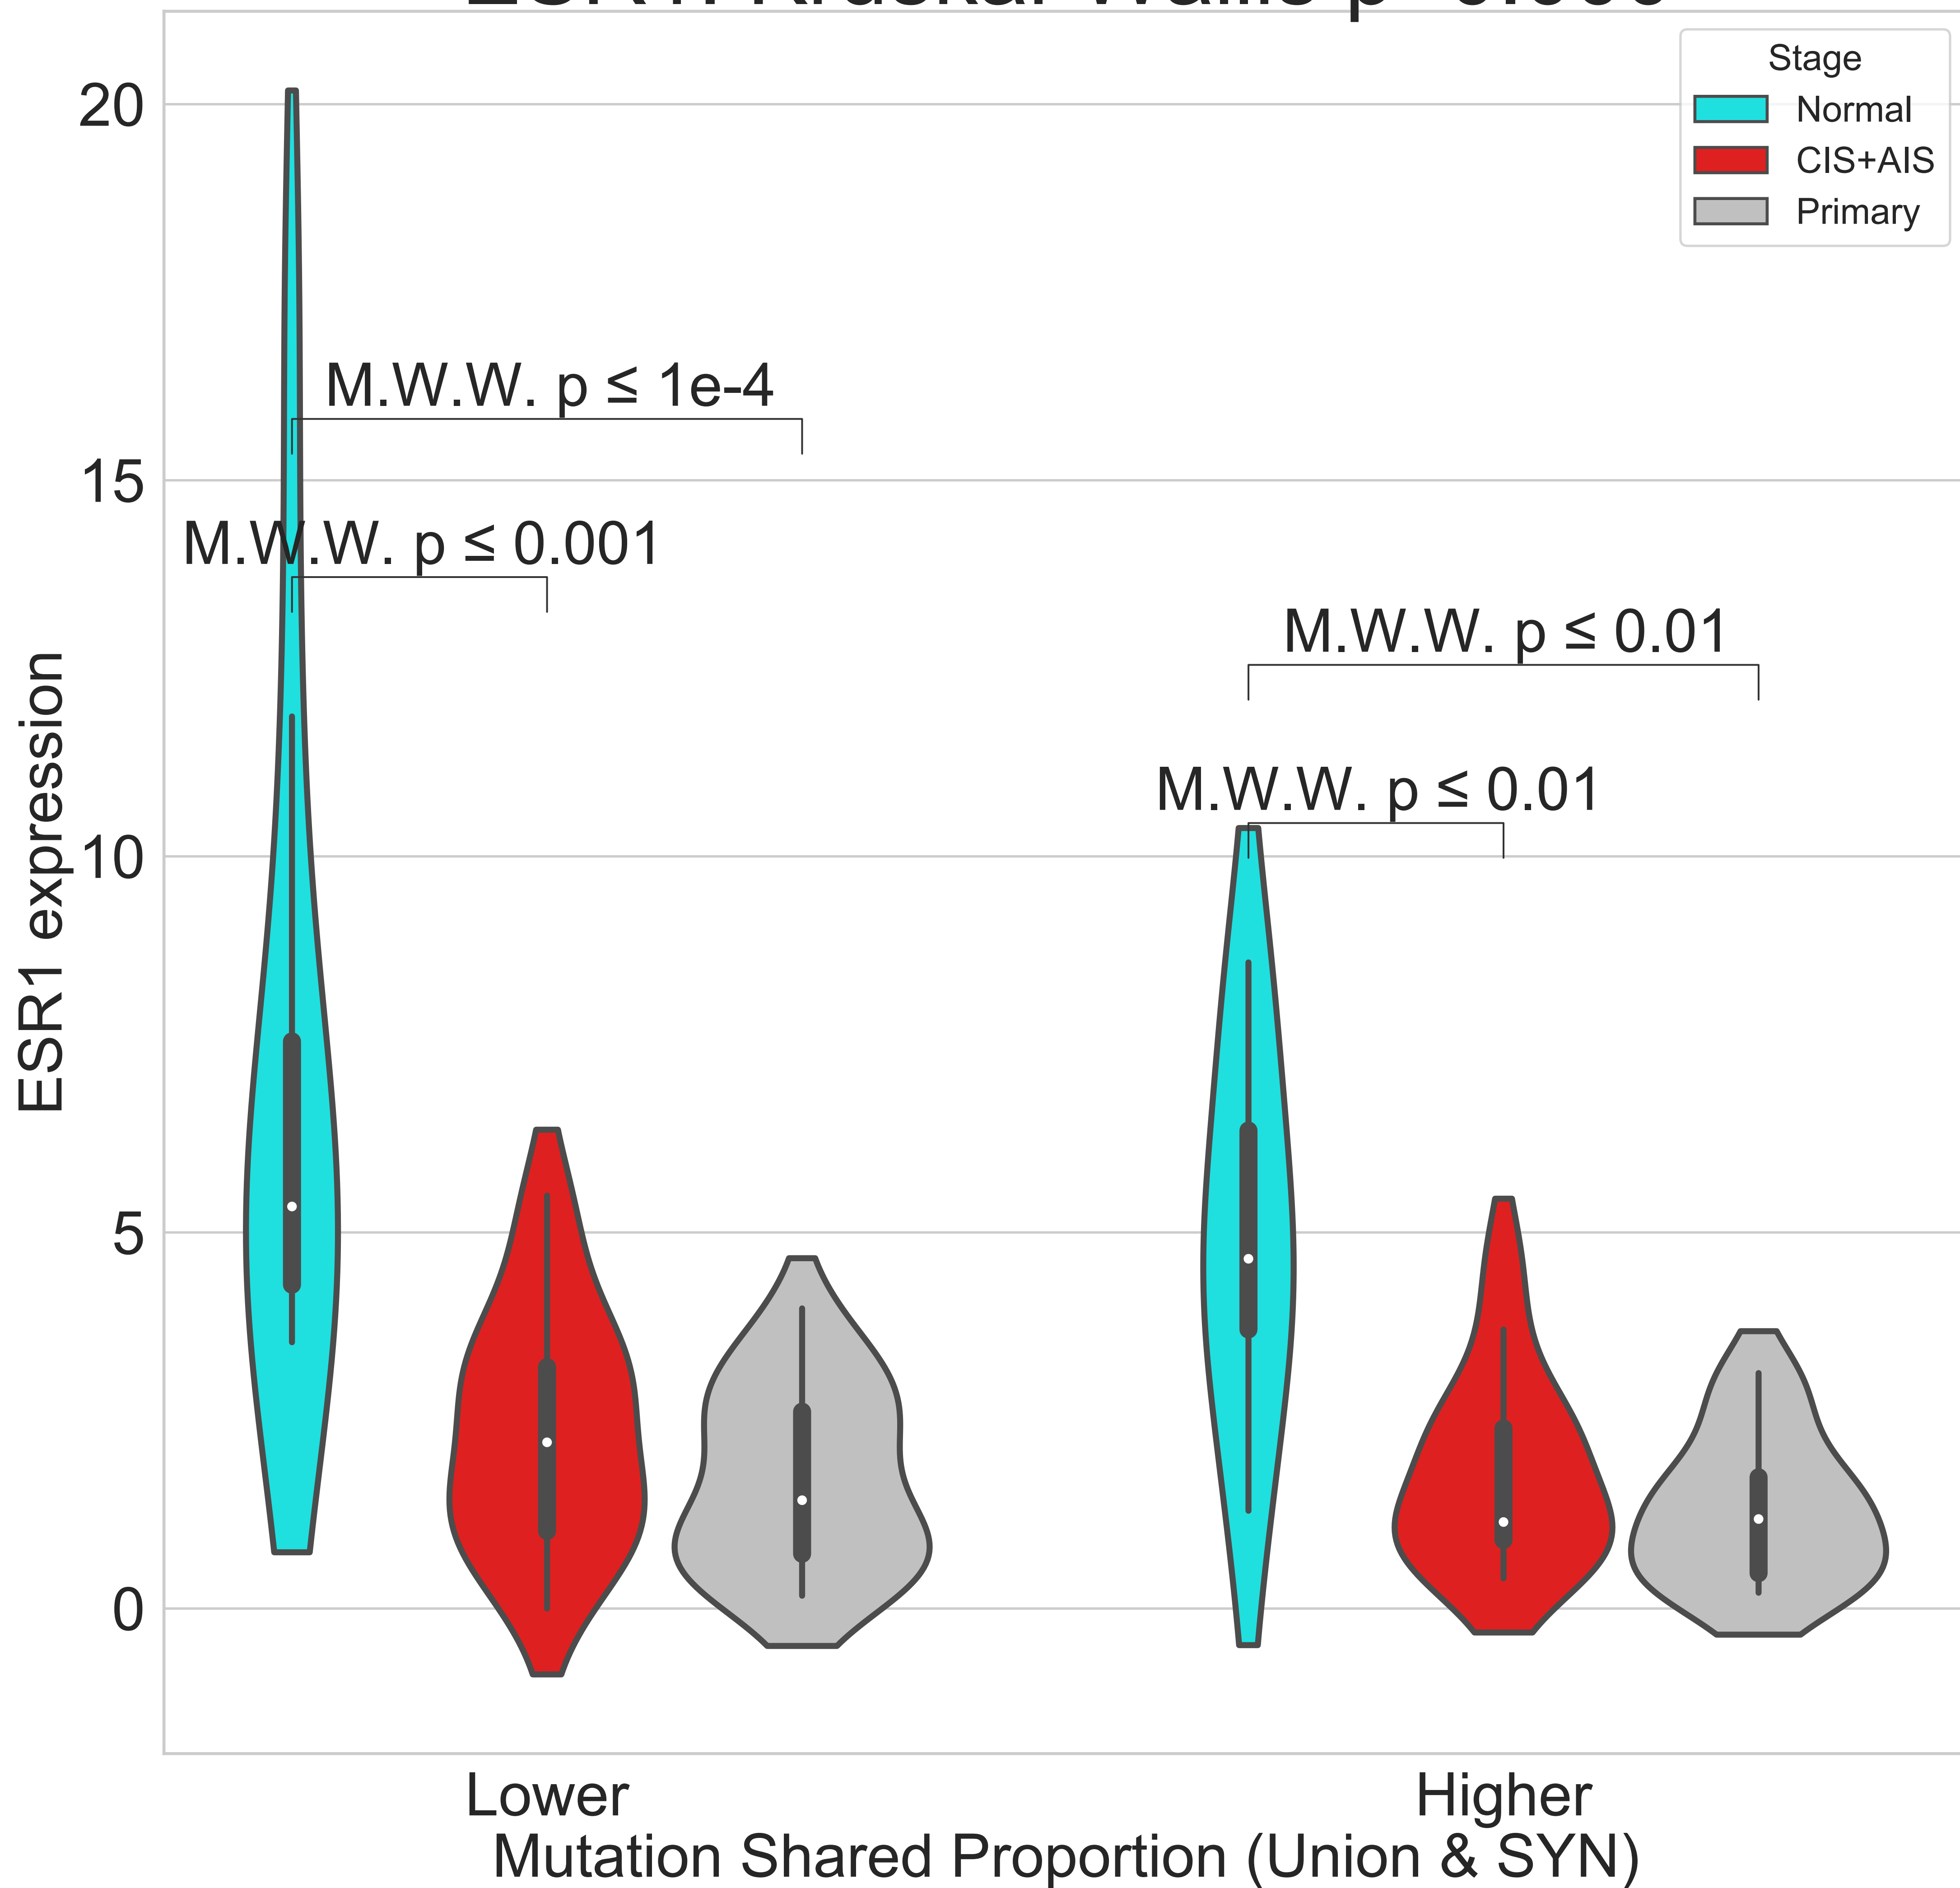 Stage
Normal
CIS+AIS
Primary
20
15
10
5
0
ESR1 expression
M.W.W. p ≤ 1e-4
M.W.W. p ≤ 0.001
M.W.W. p ≤ 0.01
M.W.W. p ≤ 0.01
Lower
Higher
Mutation Shared Proportion (Union & SYN)